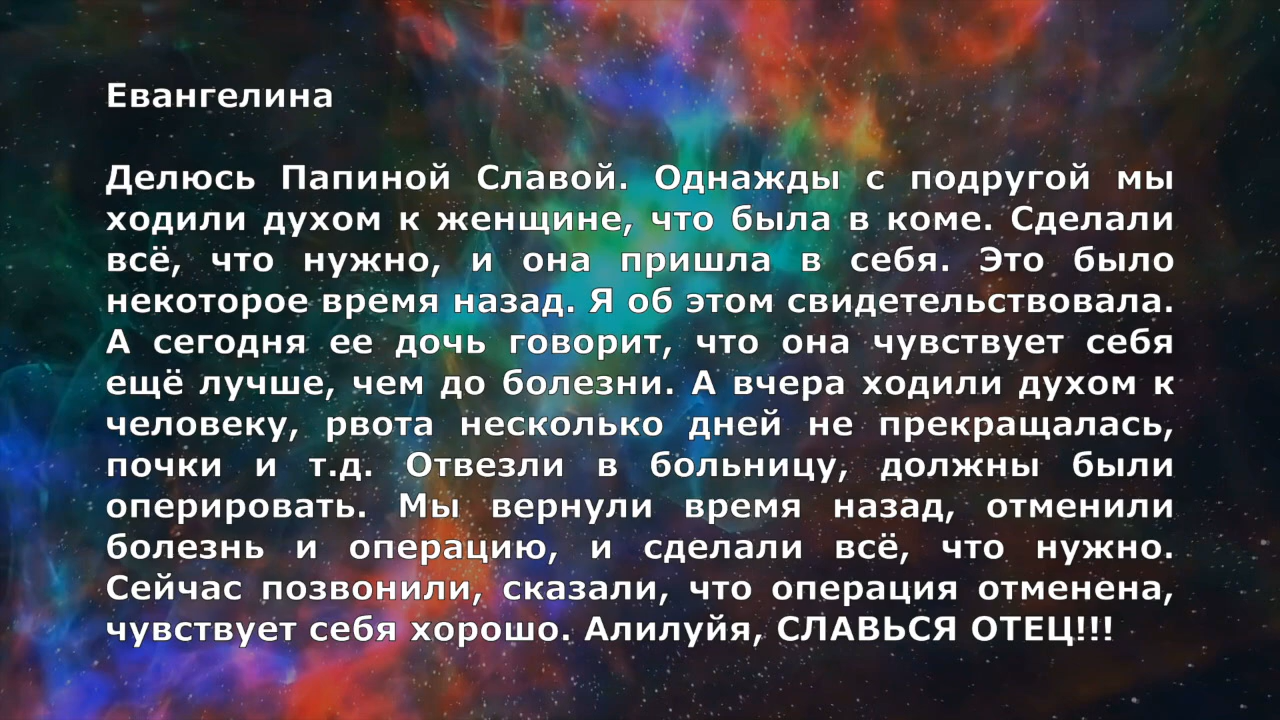 Евангелина
Делюсь Папиной Славой. Однажды с подругой мы
ходили духом к женщине, что была в коме. Сделали
всё, что нужно, и она пришла в себя. Это было
некоторое время назад. Я об этом свидетельствовала.
А сегодня ее дочь говорит, что она чувствует себя
ещё лучше, чем до болезни. А вчера ходили духом к
человеку, рвота несколько дней не прекращалась,
почки и т.д. Отвезли в больницу, должны были
оперировать. Мы вернули время назад, отменили
болезнь и операцию, и сделали всё, что нужно.
Сейчас позвонили, сказали, что операция отменена,
чувствует себя хорошо. Алилуйя, СЛАВЬСЯ ОТЕЦ!!!